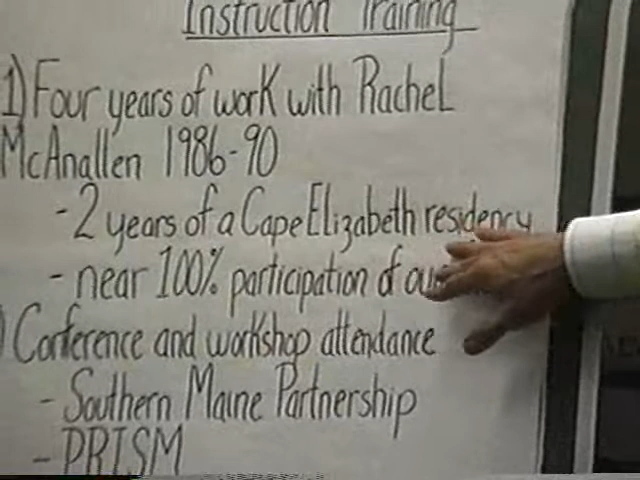 Instruction Training
1) Four years of work with Rachel
McAnallen 1986-90
- 2 years of a Cape Elizabeth residency
- near 100% participation of our
) Conference and workshop attendance
- Southern Maine Partnership
- PRISM